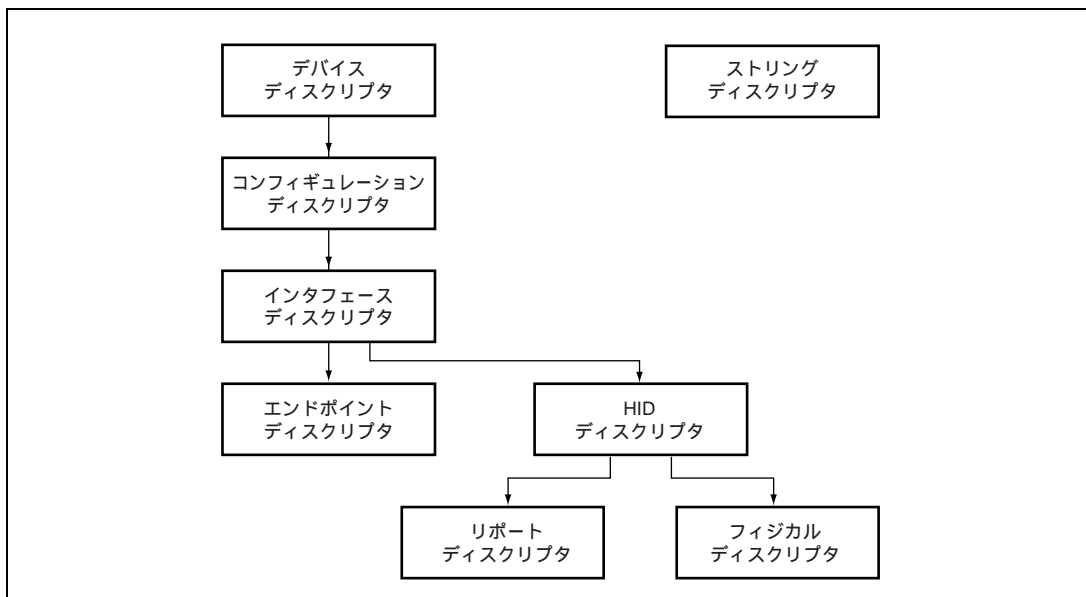 デバイス
ディスクリプタ
ストリング
ディスクリプタ
コンフィギュレーション
ディスクリプタ
インタフェース
ディスクリプタ
エンドポイント
ディスクリプタ
HID
ディスクリプタ
リポート
ディスクリプタ
フィジカル
ディスクリプタ